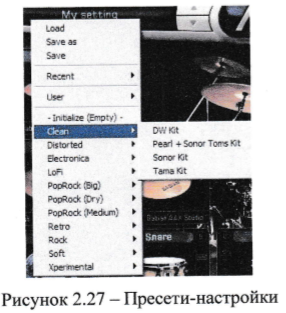 My setting
Load
Save as
Save
Recent
User
- Initialize (Empty) -
Clean
DW Kit
Distorted
Pearl + Sonor Toms Kit
Electronica
Sonor Kit
LoFi
Tama Kit
PopRock (Big)
PopRock (Dry)
PopRock (Medium)
Retro
Rock
Snare
Soft
Xperimental
Рисунок 2.27 – Пресети-настройки